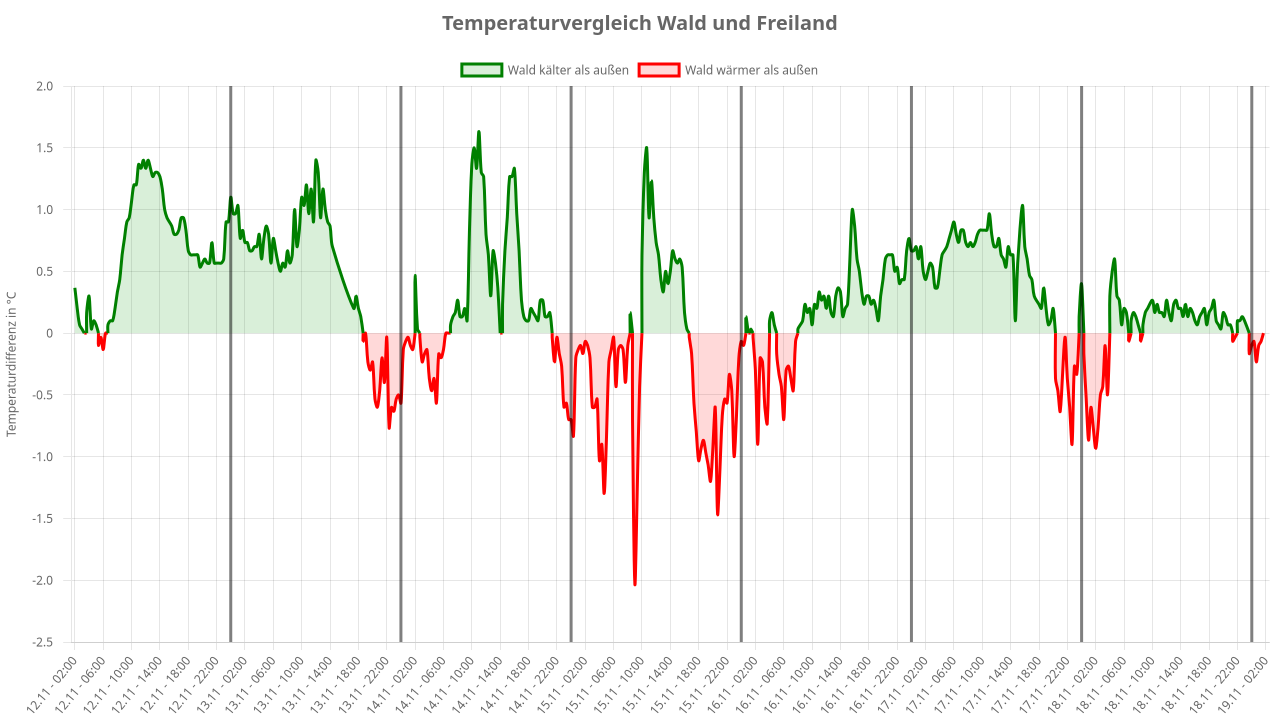 Temperaturvergleich Wald und Freiland
Wald kälter als außen
Wald wärmer als außen
Temperaturdifferenz in °C
2.0
1.5
1.0
0.5
0
-0.5
-1.0
-1.5
-2.0
-2.5
12.11 - 02:00
12.11 - 06:00
12.11 - 10:00
12.11 - 14:00
12.11 - 18:00
12.11 - 22:00
13.11 - 02:00
13.11 - 06:00
13.11 - 10:00
13.11 - 14:00
13.11 - 18:00
13.11 - 22:00
14.11 - 02:00
14.11 - 06:00
14.11 - 10:00
14.11 - 14:00
14.11 - 18:00
14.11 - 22:00
15.11 - 02:00
15.11 - 06:00
15.11 - 10:00
15.11 - 14:00
15.11 - 18:00
15.11 - 22:00
16.11 - 02:00
16.11 - 06:00
16.11 - 10:00
16.11 - 14:00
16.11 - 18:00
16.11 - 22:00
17.11 - 02:00
17.11 - 06:00
17.11 - 10:00
17.11 - 14:00
17.11 - 18:00
17.11 - 22:00
18.11 - 02:00
18.11 - 06:00
18.11 - 10:00
18.11 - 14:00
18.11 - 18:00
18.11 - 22:00
19.11 - 02:00